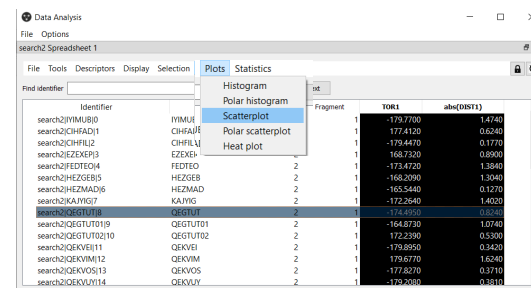 Data Analysis
File Options
search2 Spreadsheet 1
File Tools Descriptors Display Selection Plots Statistics
Find identifier
Histogram
Polar histogram
Scatterplot
Polar scatterplot
Heat plot
Identifier Fragment TOR1 abs(DIST1)
search2|IYIMUB|0 IYIMUB 1 -179.7700 1.4740
search2|CIHFAD|1 1 177.4120 0.6240
search2|CIHFIL|2 1 -179.4470 0.1770
search2|EZEXEP|3 1 168.7320 0.8900
search2|FEDTEO|4 FEDTEO 2 1 -173.4720 1.3840
search2|HEZGEB|5 HEZGEB 2 1 -168.2090 1.3040
search2|HEZMAD|6 HEZMAD 2 1 -165.5440 0.1270
search2|KAJYIG|7 KAJYIG 2 1 -172.2640 1.4020
search2|QEGTUT|8 QEGTUT 2 1 -174.4950 0.8240
search2|QEGTUT01|9 QEGTUT01 2 1 -164.8730 1.0740
search2|QEGTUT02|10 QEGTUT02 2 1 172.2390 0.5300
search2|QEKVEI|11 QEKVEI 2 1 -179.8950 0.3420
search2|QEKVIM|12 QEKVIM 2 1 179.6770 1.6240
search2|QEKVOS|13 QEKVOS 2 1 -177.8270 0.3710
search2|QEKVUY|14 QEKVUY 2 1 -179.2080 0.3810